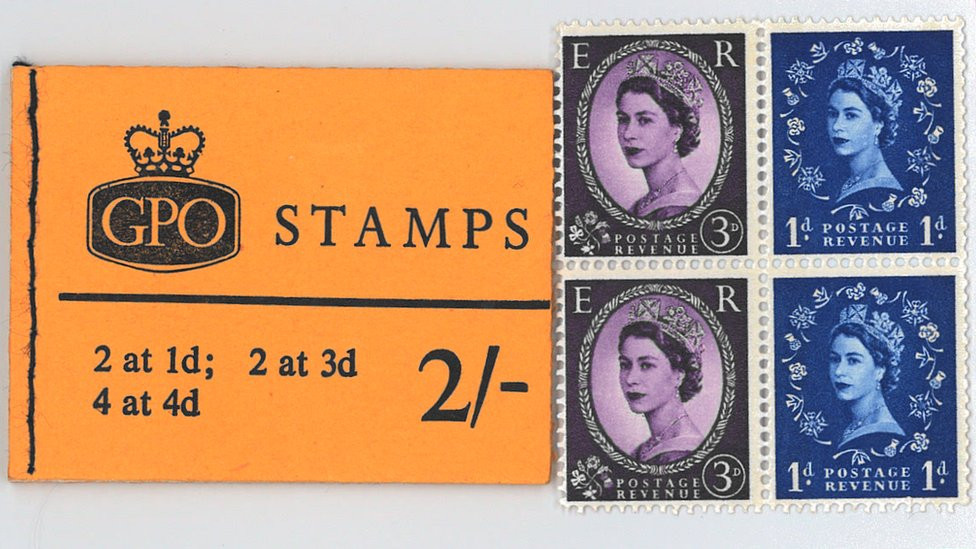 GPO STAMPS
2 at 1d; 2 at 3d
4 at 4d
2/-
E R
POSTAGE
REVENUE 3D
POSTAGE
1d REVENUE 1d
E R
POSTAGE
REVENUE 3D
POSTAGE
1d REVENUE 1d